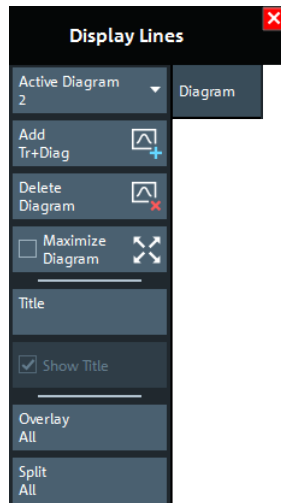 Display Lines
Active Diagram
2
Diagram
Add
Tr+Diag
Delete
Diagram
Maximize
Diagram
Title
Show Title
Overlay
All
Split
All